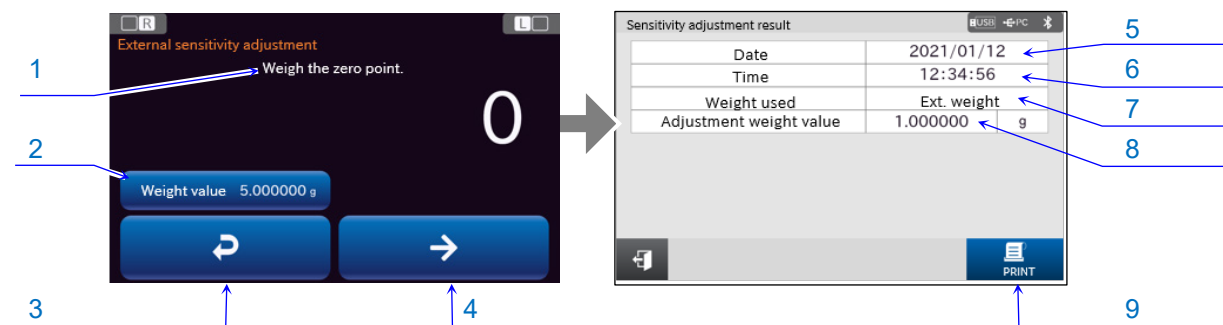 R
L
External sensitivity adjustment
Weigh the zero point.
0
Weight value 5.000000 g
1
2
3
4
Sensitivity adjustment result
USB PC
Date 2021/01/12
Time 12:34:56
Weight used Ext. weight
Adjustment weight value 1.000000 g
PRINT
5
6
7
8
9